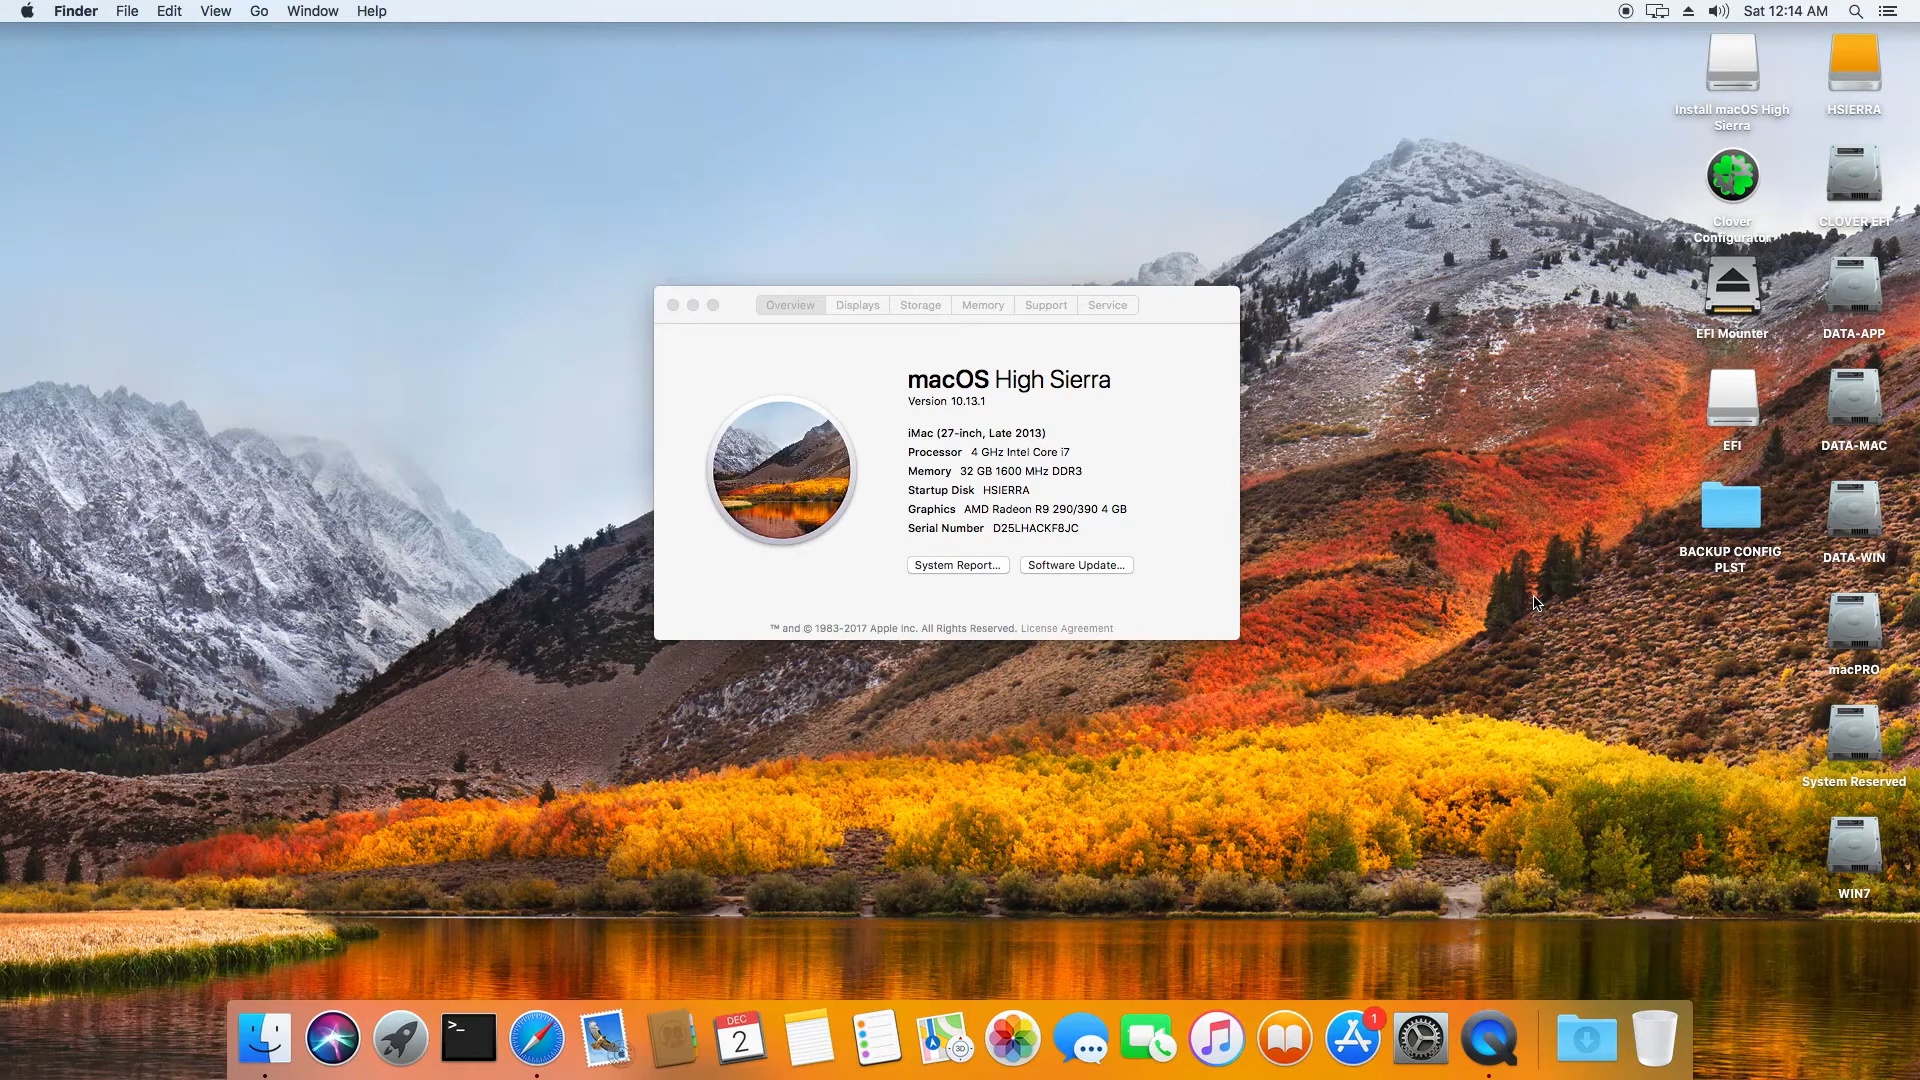 Finder File Edit View Go Window Help
Sat 12:14 AM
Install macOS High
Sierra
HSIERRA
Clover
Configurator
CLOVER EFI
EFI Mounter
DATA-APP
EFI
DATA-MAC
BACKUP CONFIG
PLST
DATA-WIN
macPRO
System Reserved
WIN7
Overview Displays Storage Memory Support Service
macOS High Sierra
Version 10.13.1
iMac (27-inch, Late 2013)
Processor 4 GHz Intel Core i7
Memory 32 GB 1600 MHz DDR3
Startup Disk HSIERRA
Graphics AMD Radeon R9 290/390 4 GB
Serial Number D25LHACKF8JC
System Report... Software Update...
™ and © 1983-2017 Apple Inc. All Rights Reserved. License Agreement
>_
DEC
2
3D
1